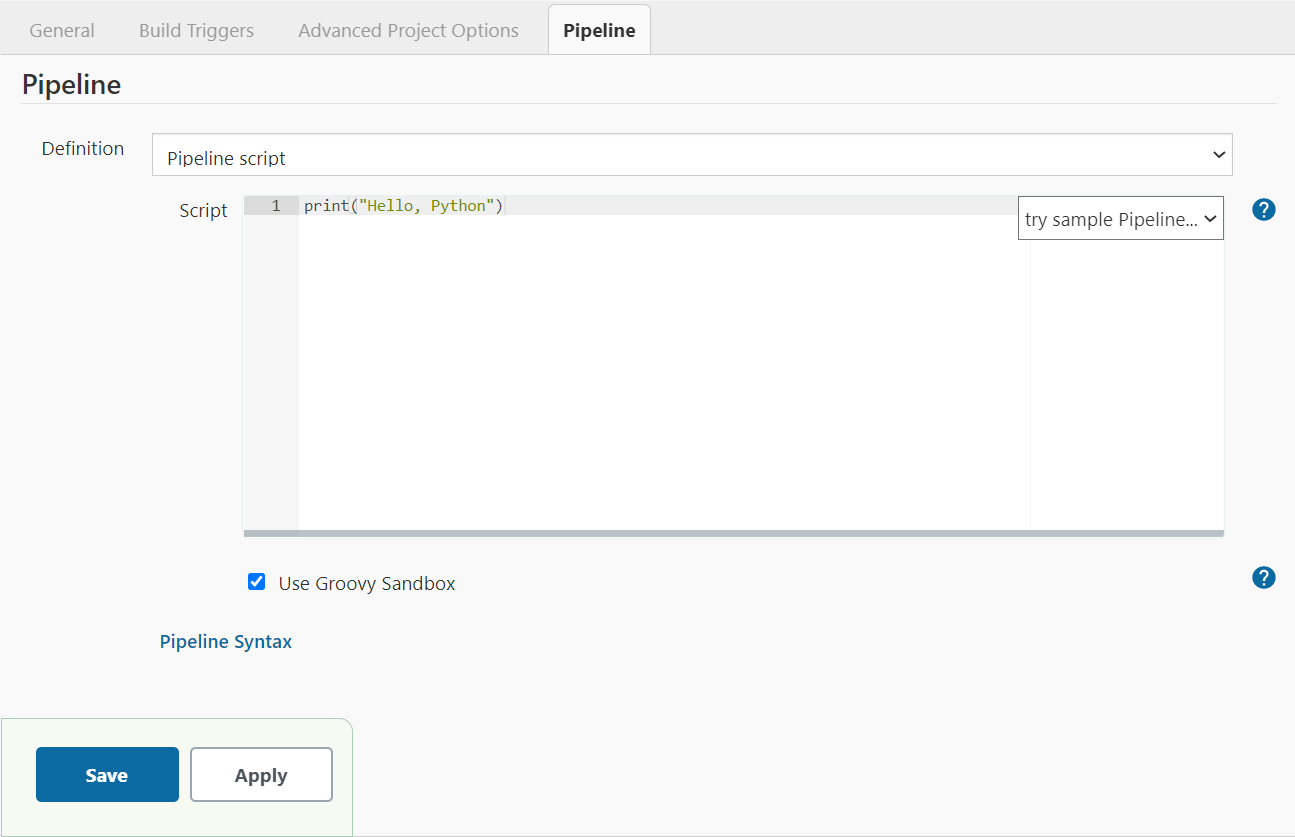 General Build Triggers Advanced Project Options Pipeline
Pipeline
Definition Pipeline script
Script 1 print("Hello, Python") try sample Pipeline... ?
Use Groovy Sandbox ?
Pipeline Syntax
Save Apply